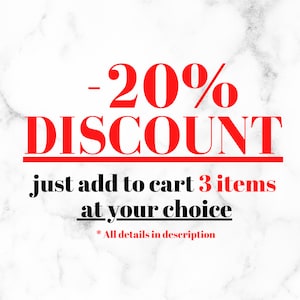 -20%
DISCOUNT
just add to cart 3 items
at your choice
* All details in description